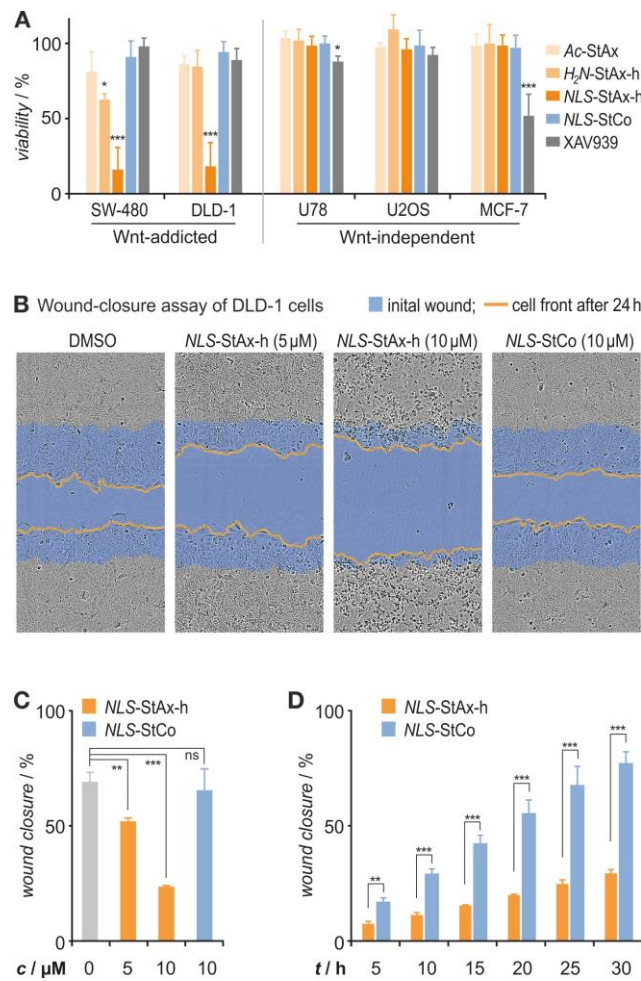 A
viability / %
100
50
0
*
***
***
*
***
Ac-StAx
H2N-StAx-h
NLS-StAx-h
NLS-StCo
XAV939
SW-480 DLD-1 U78 U2OS MCF-7
Wnt-addicted Wnt-independent
B Wound-closure assay of DLD-1 cells inital wound; cell front after 24 h
DMSO NLS-StAx-h (5 μM) NLS-StAx-h (10 μM) NLS-StCo (10 μM)
C
NLS-StAx-h
NLS-StCo
wound closure / %
100
50
0
** *** ns
c / μM 0 5 10 10
D
NLS-StAx-h
NLS-StCo
wound closure / %
100
50
0
** *** *** *** *** ***
t / h 5 10 15 20 25 30